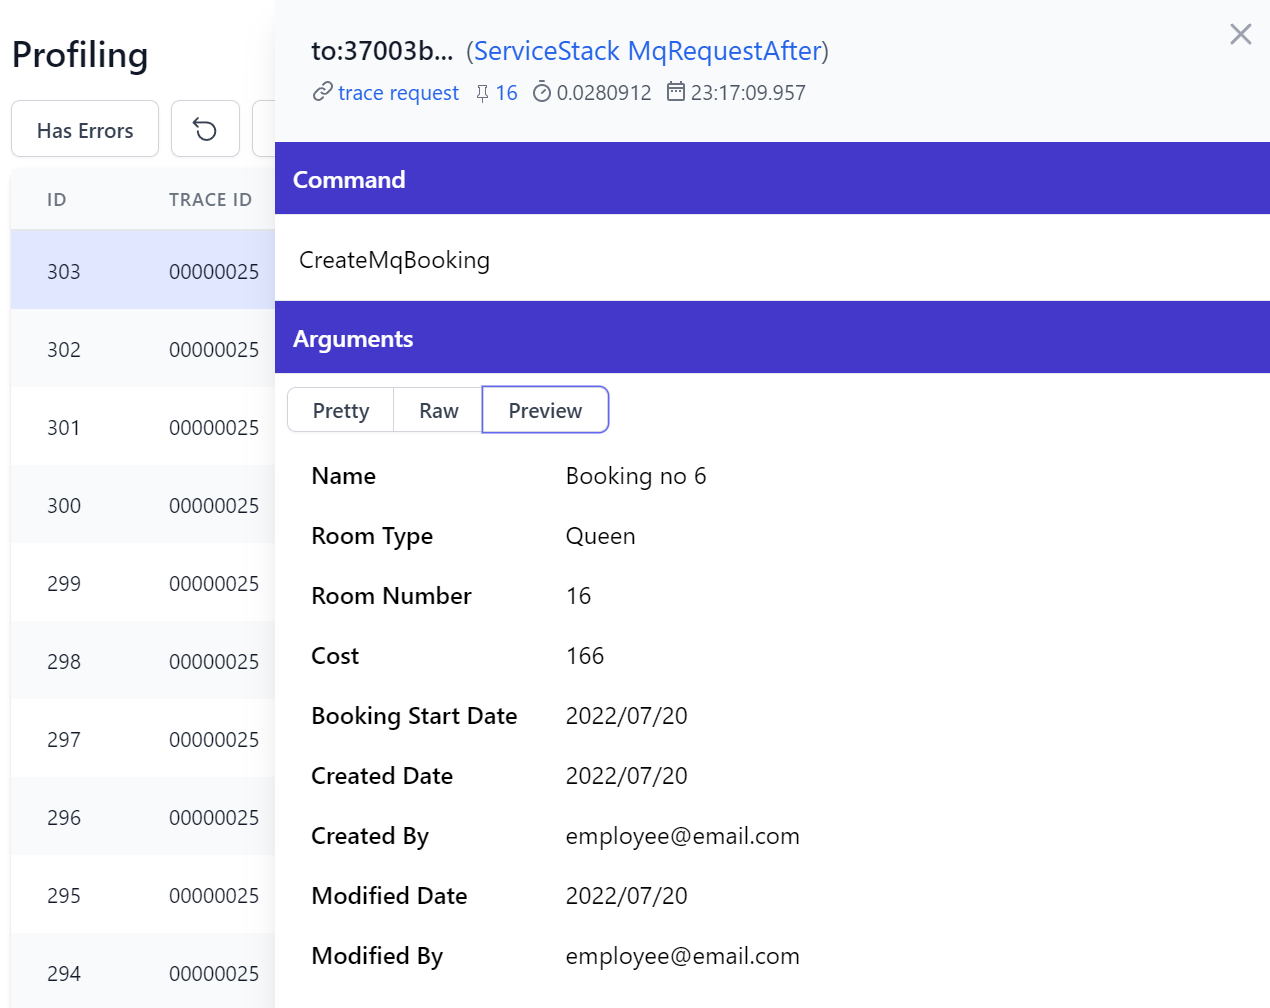 Profiling
Has Errors
ID TRACE ID
303 00000025
302 00000025
301 00000025
300 00000025
299 00000025
298 00000025
297 00000025
296 00000025
295 00000025
294 00000025
to:37003b... (ServiceStack MqRequestAfter)
trace request 16 0.0280912 23:17:09.957
Command
CreateMqBooking
Arguments
Pretty Raw Preview
Name Booking no 6
Room Type Queen
Room Number 16
Cost 166
Booking Start Date 2022/07/20
Created Date 2022/07/20
Created By employee@email.com
Modified Date 2022/07/20
Modified By employee@email.com